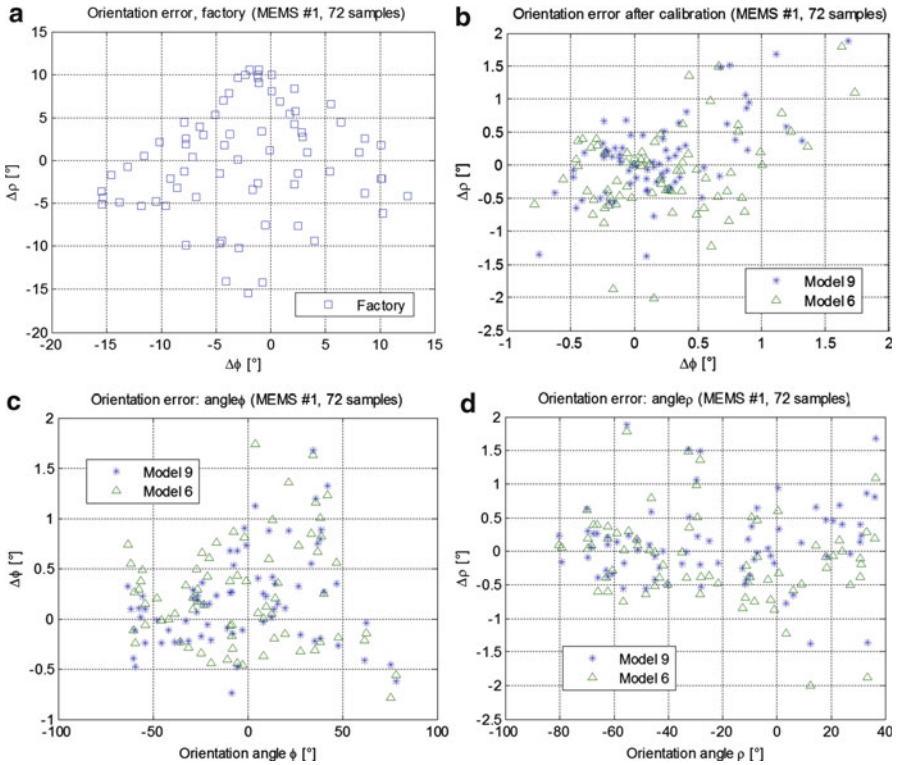 a
Orientation error, factory (MEMS #1, 72 samples)
15
10
5
0
-5
-10
-15
-20
Δρ [°]
Factory
-20 -15 -10 -5 0 5 10 15
Δϕ [°]
b
Orientation error after calibration (MEMS #1, 72 samples)
2
1.5
1
0.5
0
-0.5
-1
-1.5
-2
-2.5
Δρ [°]
Model 9
Model 6
-1 -0.5 0 0.5 1 1.5 2
Δϕ [°]
c
Orientation error: angleϕ (MEMS #1, 72 samples)
2
1.5
1
0.5
0
-0.5
-1
Δϕ [°]
Model 9
Model 6
-100 -50 0 50 100
Orientation angle ϕ [°]
d
Orientation error: angleρ (MEMS #1, 72 samples)
2
1.5
1
0.5
0
-0.5
-1
-1.5
-2
-2.5
Δρ [°]
Model 9
Model 6
-100 -80 -60 -40 -20 0 20 40
Orientation angle ρ [°]